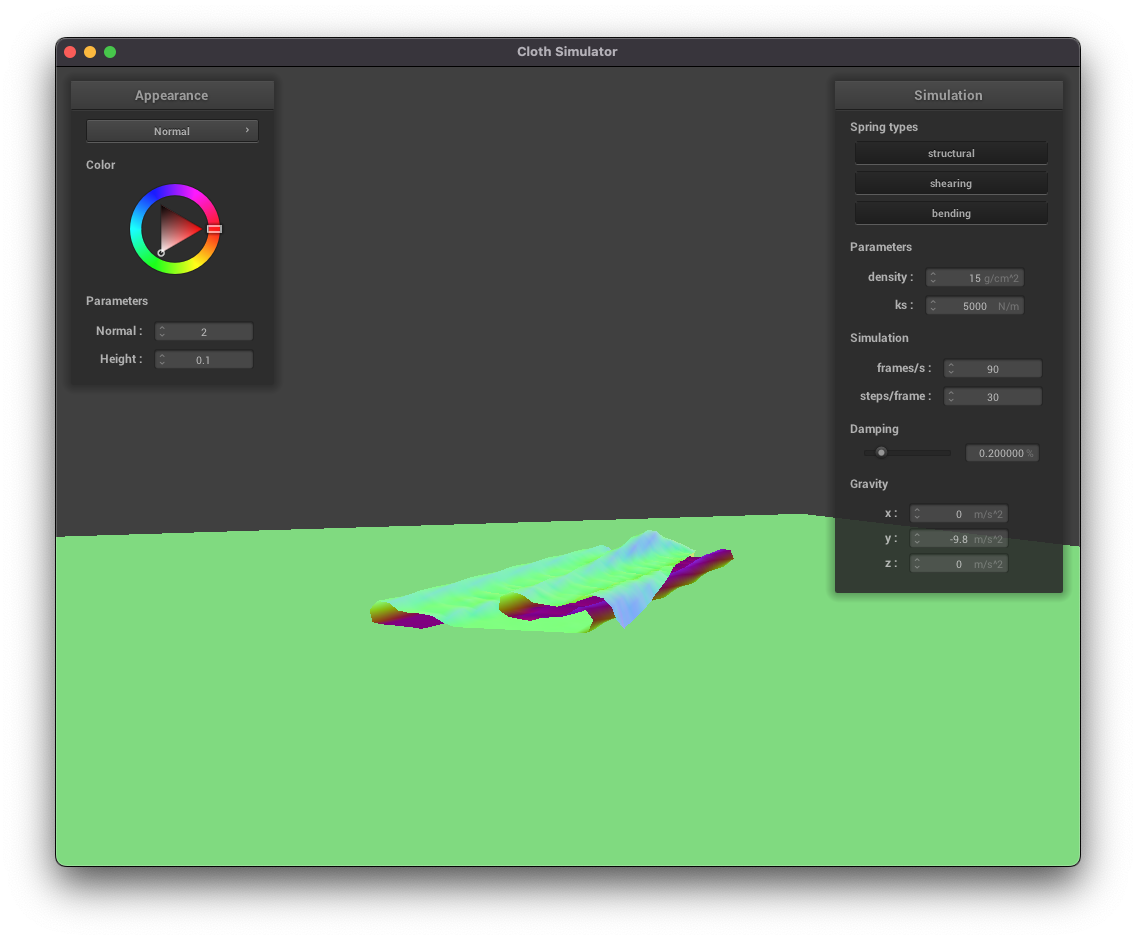 Cloth Simulator
Appearance
Normal
Color
Parameters
Normal : 2
Height : 0.1
Simulation
Spring types
structural
shearing
bending
Parameters
density : 15 g/cm^2
ks : 5000 N/m
Simulation
frames/s : 90
steps/frame : 30
Damping
0.200000 %
Gravity
x : 0 m/s^2
y : -9.8 m/s^2
z : 0 m/s^2